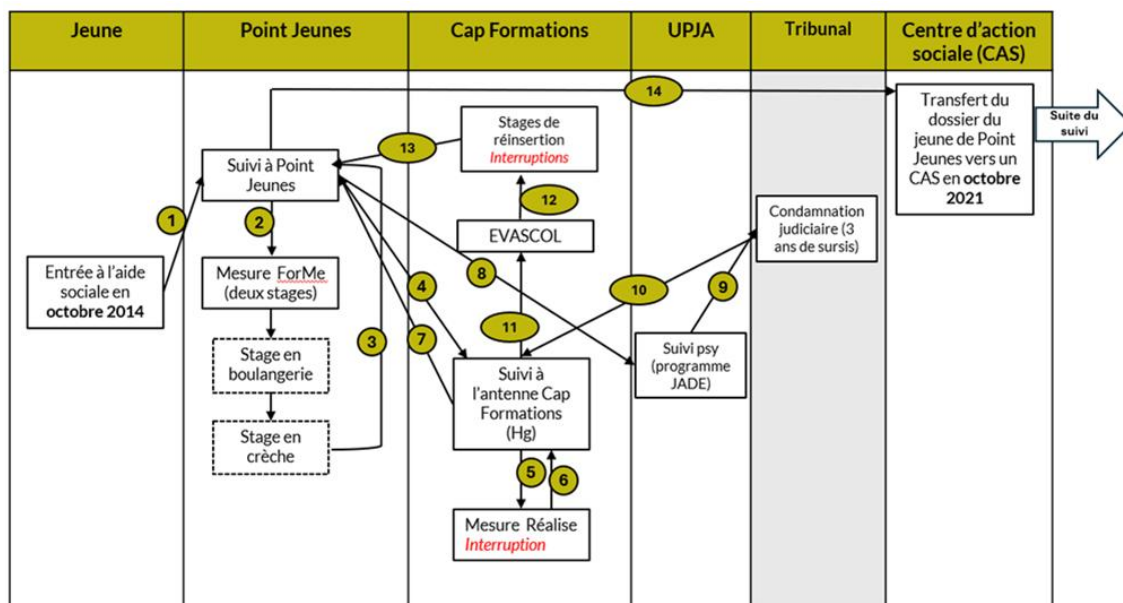 Jeune
Point Jeunes
Cap Formations
UPJA
Tribunal
Centre d’action
sociale (CAS)
14
Transfert du
dossier du
jeune de Point
Jeunes vers un
CAS en octobre
2021
Suite du
suivi
Stages de
réinsertion
Interruptions
13
Suivi à Point
Jeunes
12
1
2
EVASCOL
Condamnation
judiciaire (3
ans de sursis)
Entrée à l’aide
sociale en
octobre 2014
Mesure ForMe
(deux stages)
8
4
10
9
11
3
7
Stage en
boulangerie
Suivi à
l’antenne Cap
Formations
(Hg)
Suivi psy
(programme
JADE)
Stage en
crèche
5
6
Mesure Réalise
Interruption